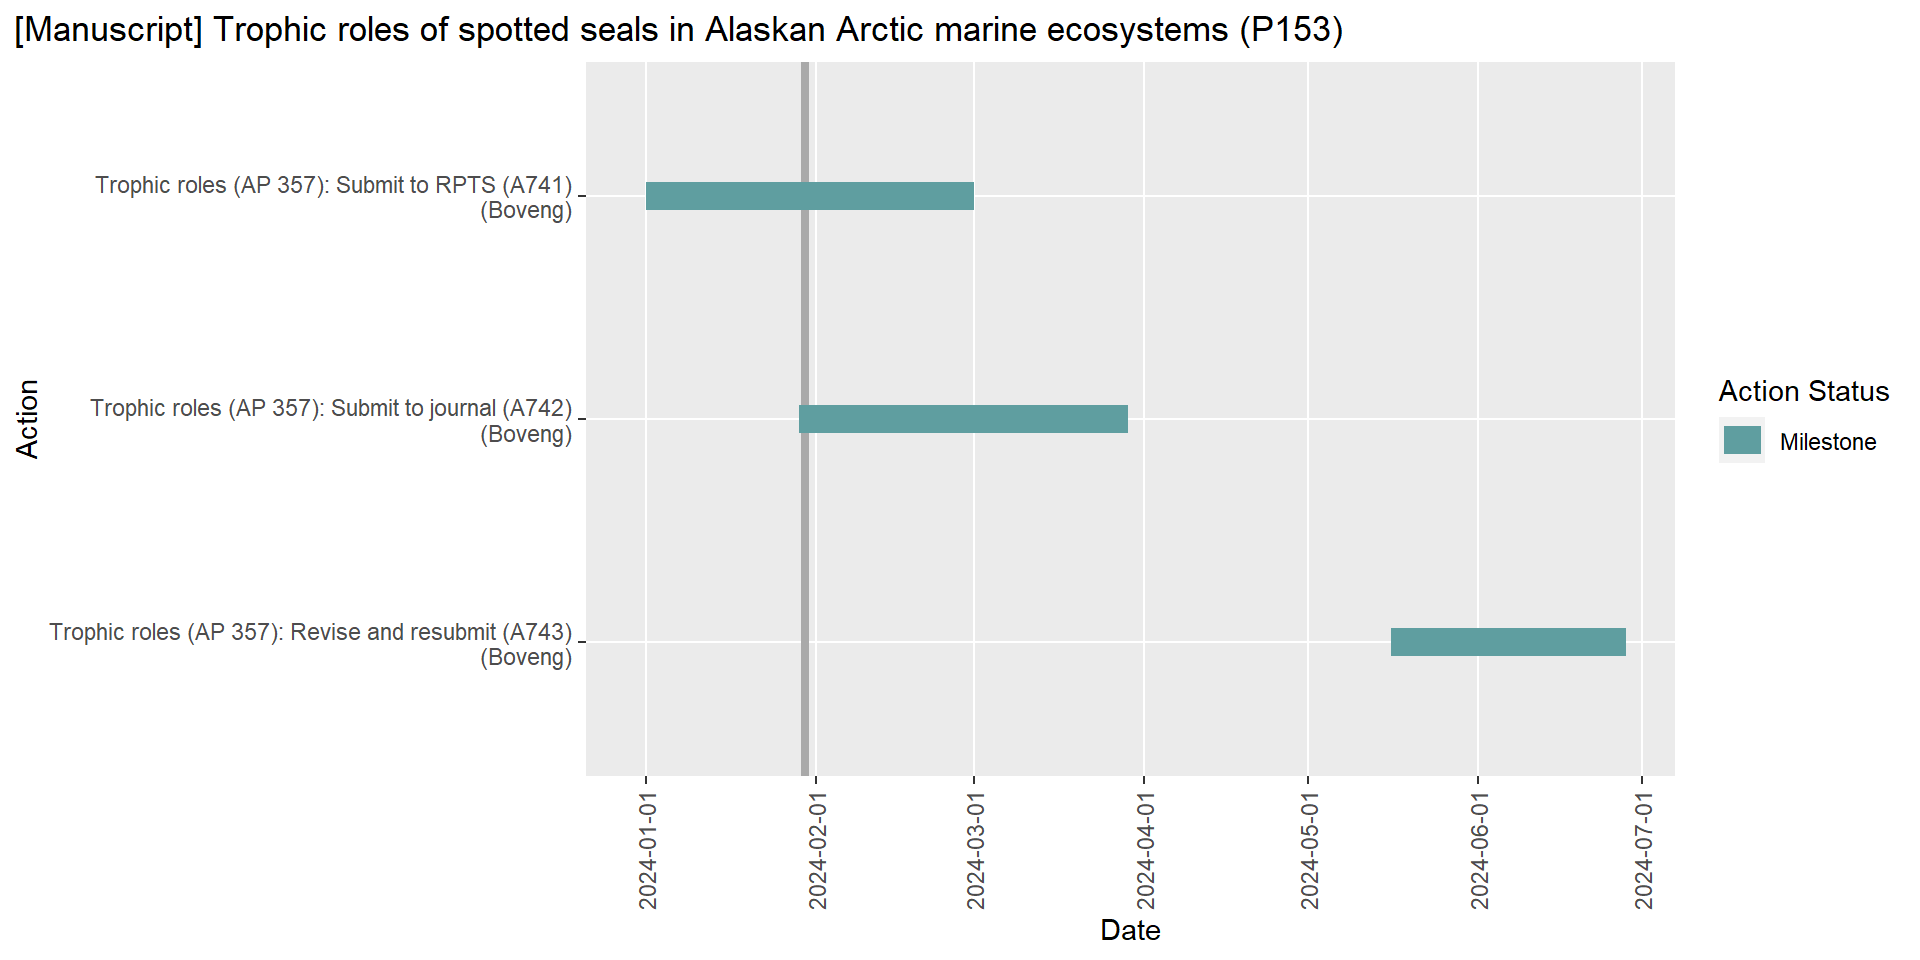 [Manuscript] Trophic roles of spotted seals in Alaskan Arctic marine ecosystems (P153)
Action
Trophic roles (AP 357): Submit to RPTS (A741)
(Boveng)
Trophic roles (AP 357): Submit to journal (A742)
(Boveng)
Trophic roles (AP 357): Revise and resubmit (A743)
(Boveng)
2024-01-01
2024-02-01
2024-03-01
2024-04-01
2024-05-01
2024-06-01
2024-07-01
Date
Action Status
Milestone